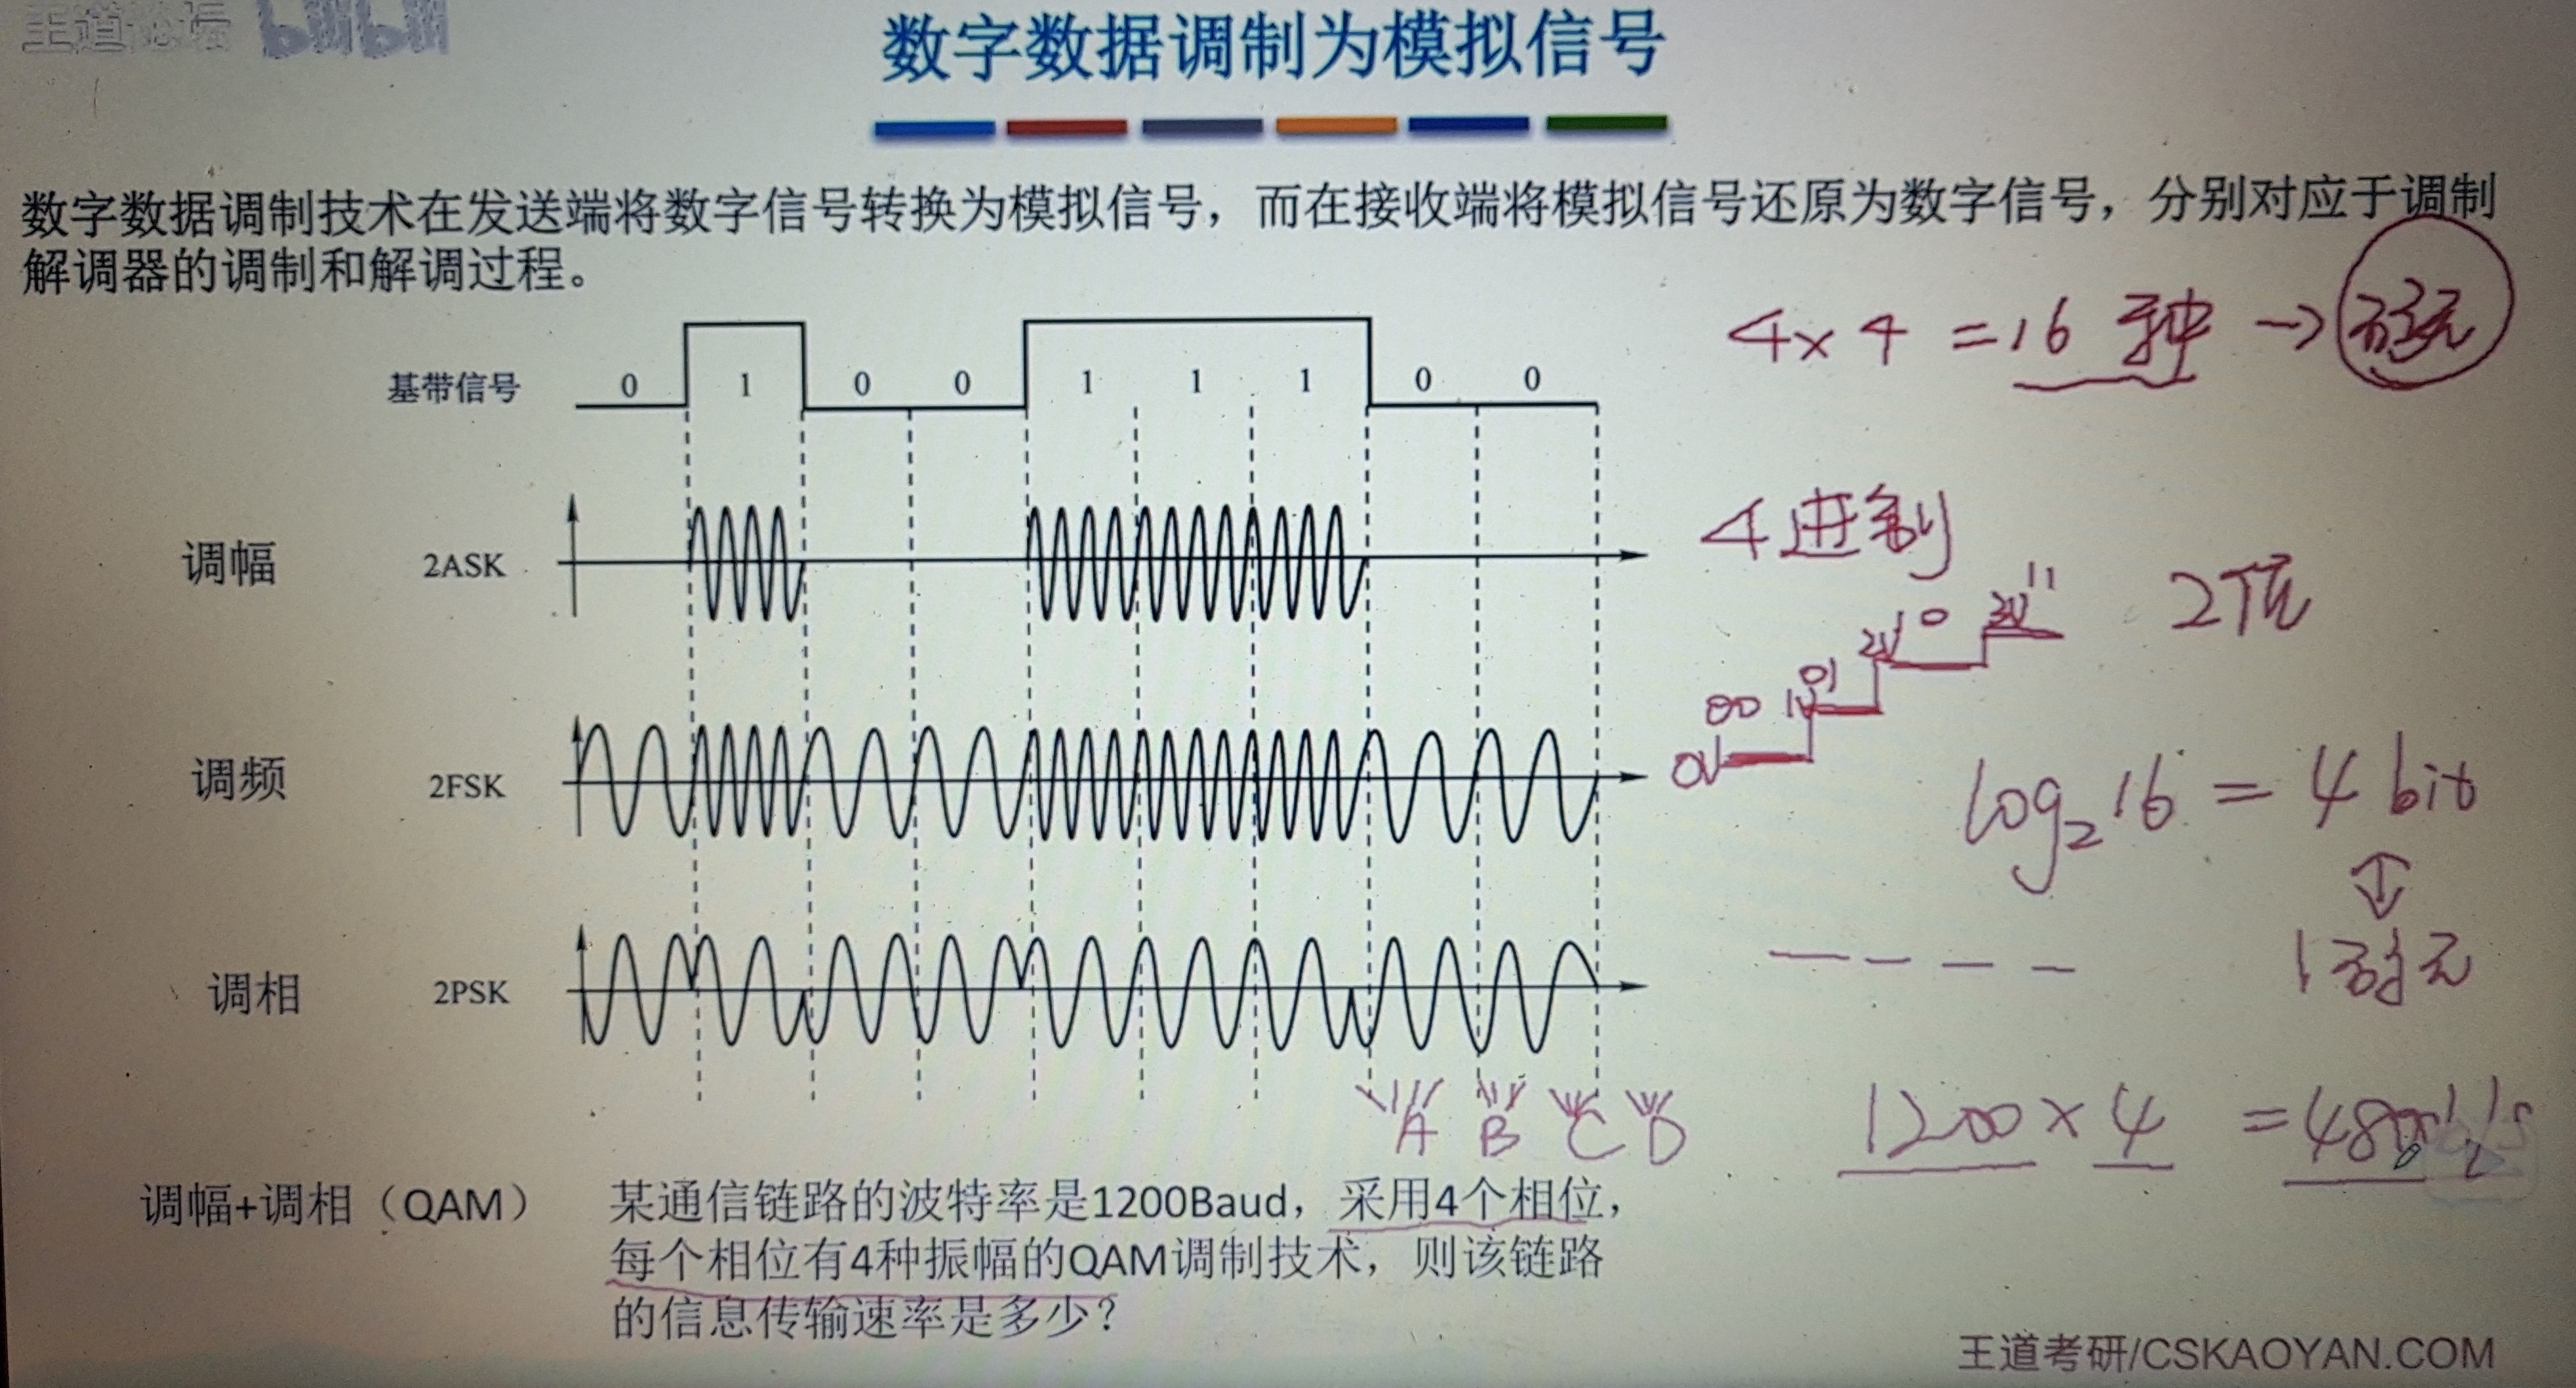 王道论坛 bilibili
数字数据调制为模拟信号
数字数据调制技术在发送端将数字信号转换为模拟信号，而在接收端将模拟信号还原为数字信号，分别对应于调制
解调器的调制和解调过程。
4×4=16 种 → 码元
基带信号 0 1 0 0 1 1 1 0 0
调幅 2ASK
4进制
2位
0V 00 1V 01 2V 10 3V 11
调频 2FSK
log₂16 = 4 bit
1码元
调相 2PSK
A B C D
1200×4 =4800b/s
调幅+调相（QAM） 某通信链路的波特率是1200Baud，采用4个相位，
每个相位有4种振幅的QAM调制技术，则该链路
的信息传输速率是多少？
王道考研/CSKAOYAN.COM